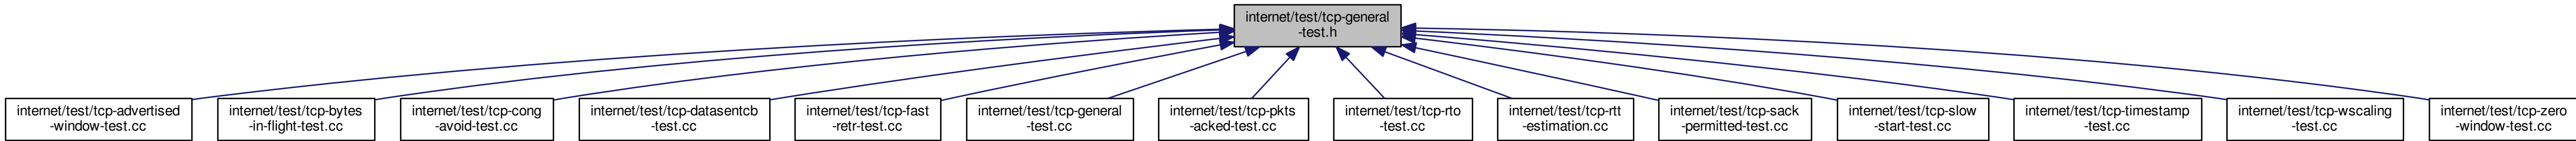 internet/test/tcp-general
-test.h
internet/test/tcp-advertised
-window-test.cc
internet/test/tcp-bytes
-in-flight-test.cc
internet/test/tcp-cong
-avoid-test.cc
internet/test/tcp-datasentcb
-test.cc
internet/test/tcp-fast
-retr-test.cc
internet/test/tcp-general
-test.cc
internet/test/tcp-pkts
-acked-test.cc
internet/test/tcp-rto
-test.cc
internet/test/tcp-rtt
-estimation.cc
internet/test/tcp-sack
-permitted-test.cc
internet/test/tcp-slow
-start-test.cc
internet/test/tcp-timestamp
-test.cc
internet/test/tcp-wscaling
-test.cc
internet/test/tcp-zero
-window-test.cc